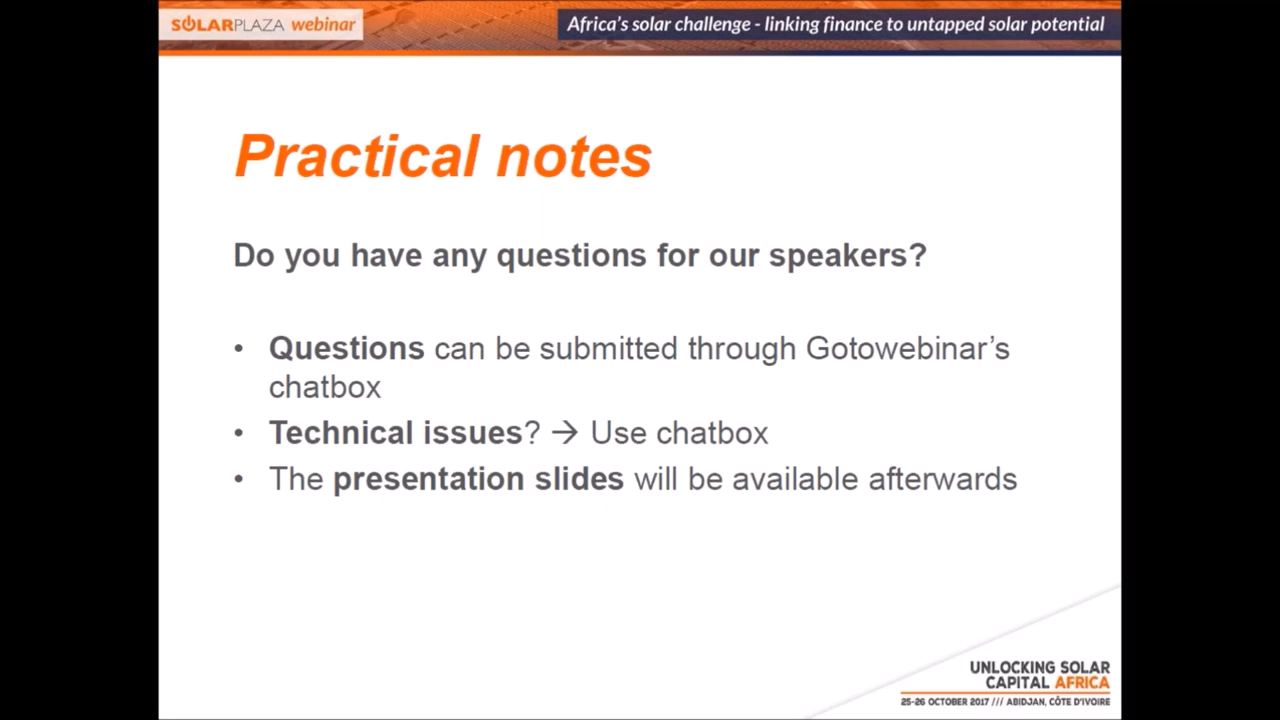 SOLARPLAZA webinar
Africa's solar challenge - linking finance to untapped solar potential
Practical notes
Do you have any questions for our speakers?
• Questions can be submitted through Gotowebinar's
chatbox
• Technical issues? → Use chatbox
• The presentation slides will be available afterwards
UNLOCKING SOLAR
CAPITAL AFRICA
25-26 OCTOBER 2017 /// ABIDJAN, CÔTE D'IVOIRE